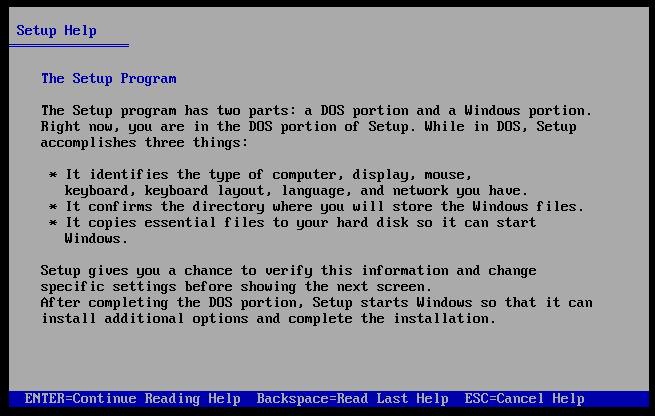 Setup Help
The Setup Program
The Setup program has two parts: a DOS portion and a Windows portion.
Right now, you are in the DOS portion of Setup. While in DOS, Setup
accomplishes three things:
* It identifies the type of computer, display, mouse,
keyboard, keyboard layout, language, and network you have.
* It confirms the directory where you will store the Windows files.
* It copies essential files to your hard disk so it can start
Windows.
Setup gives you a chance to verify this information and change
specific settings before showing the next screen.
After completing the DOS portion, Setup starts Windows so that it can
install additional options and complete the installation.
ENTER=Continue Reading Help  Backspace=Read Last Help  ESC=Cancel Help